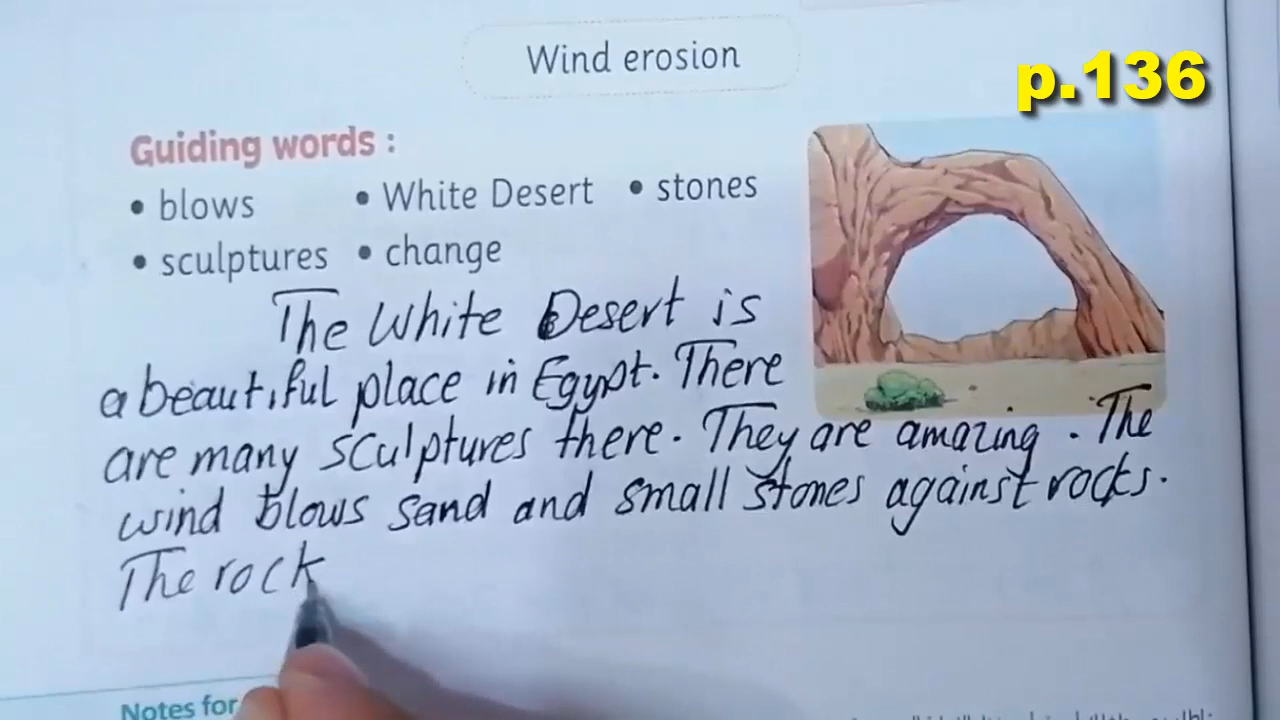 Wind erosion
p.136
Guiding words :
• blows • White Desert • stones
• sculptures • change
The White Desert is
a beautiful place in Egypt. There
are many sculptures there. They are amazing. The
wind blows sand and small stones against rocks.
The rock
Notes for